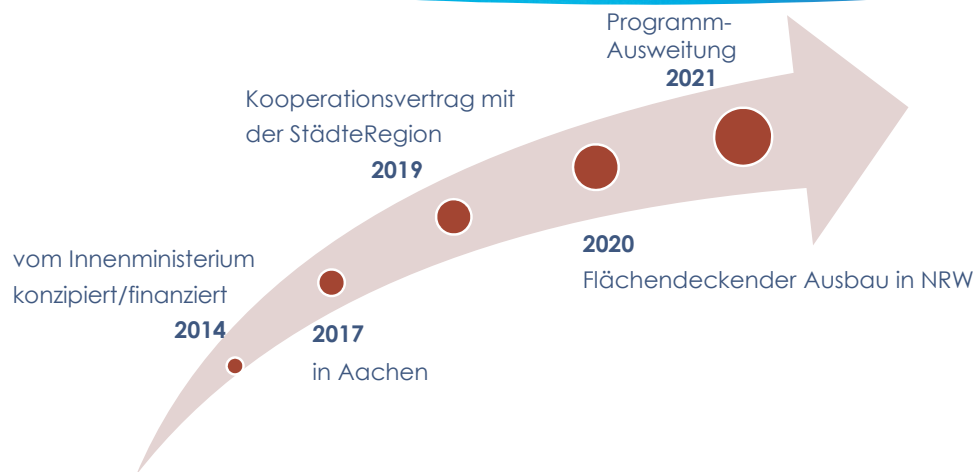 Programm-
Ausweitung
2021
Kooperationsvertrag mit
der StädteRegion
2019
2020
Flächendeckender Ausbau in NRW
vom Innenministerium
konzipiert/finanziert
2014
2017
in Aachen